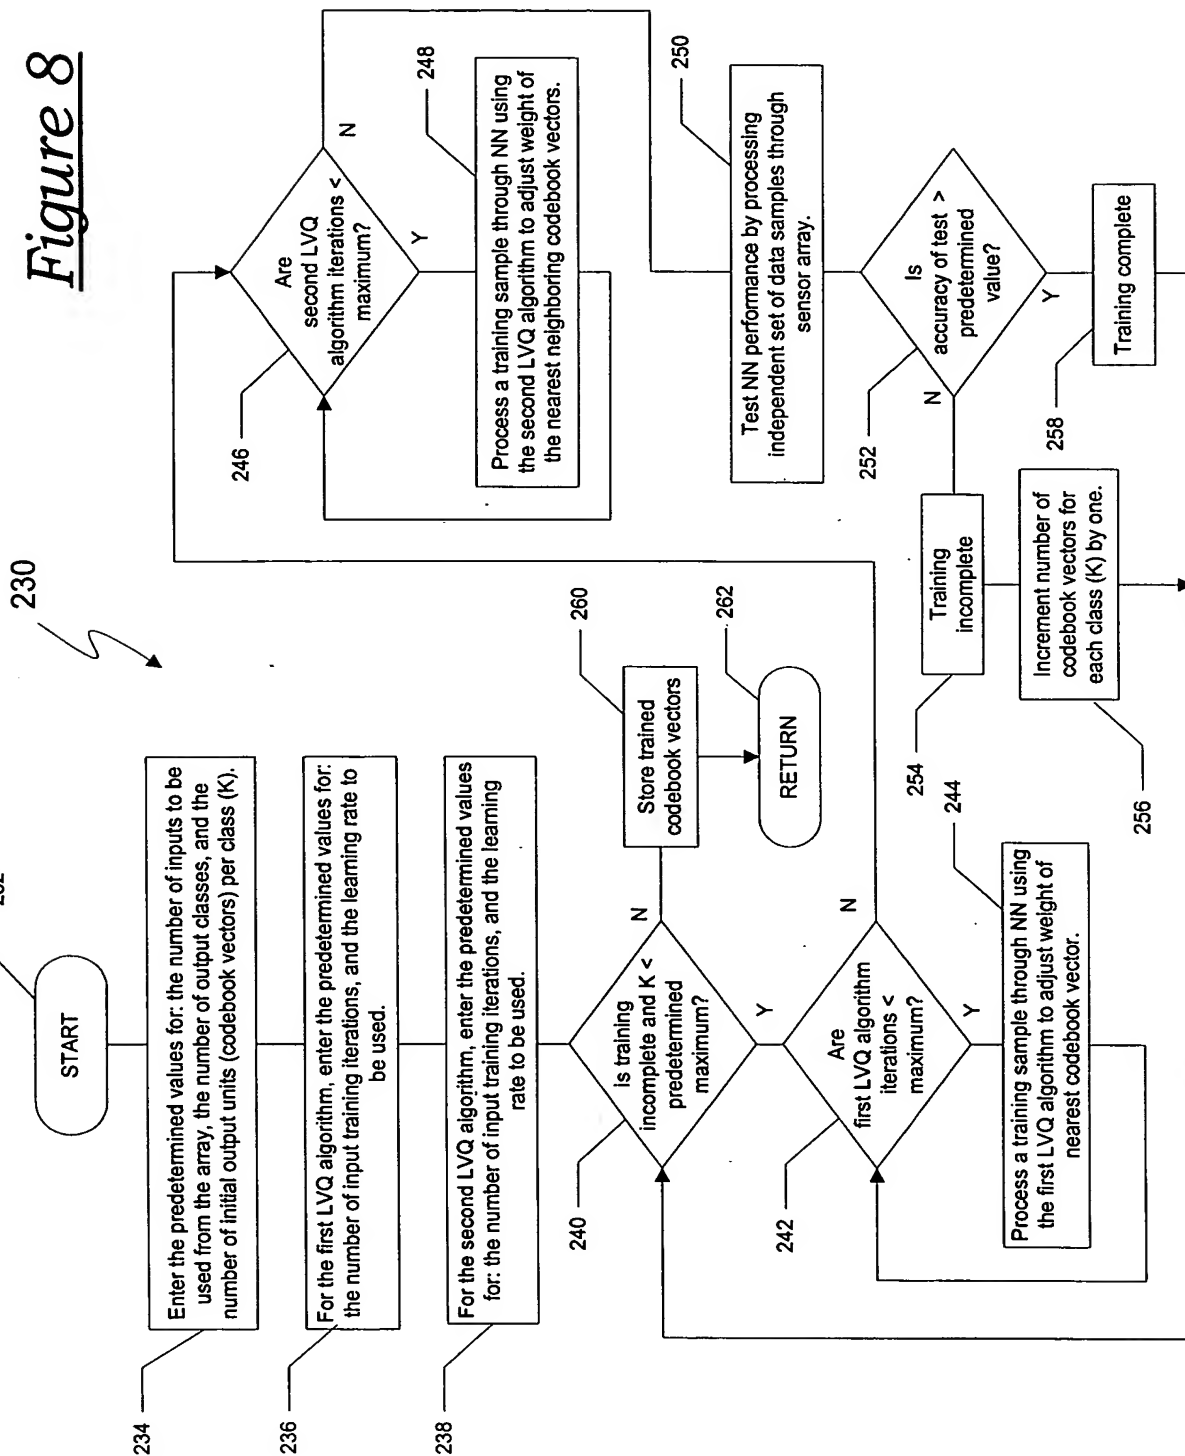 Figure 8
230
START
234
Enter the predetermined values for: the number of inputs to be
used from the array, the number of output classes, and the
number of initial output units (codebook vectors) per class (K).
236
For the first LVQ algorithm, enter the predetermined values for:
the number of input training iterations, and the learning rate to
be used.
238
For the second LVQ algorithm, enter the predetermined values
for: the number of input training iterations, and the learning
rate to be used.
240
Is training
incomplete and K <
predetermined
maximum?
N
Y
260
Store trained
codebook vectors
262
RETURN
242
Are
first LVQ algorithm
iterations <
maximum?
N
Y
244
Process a training sample through NN using
the first LVQ algorithm to adjust weight of
nearest codebook vector.
246
Are
second LVQ
algorithm iterations <
maximum?
N
Y
248
Process a training sample through NN using
the second LVQ algorithm to adjust weight of
the nearest neighboring codebook vectors.
250
Test NN performance by processing
independent set of data samples through
sensor array.
252
Is
accuracy of test >
predetermined
value?
N
Y
254
Training
incomplete
256
Increment number of
codebook vectors for
each class (K) by one.
258
Training complete